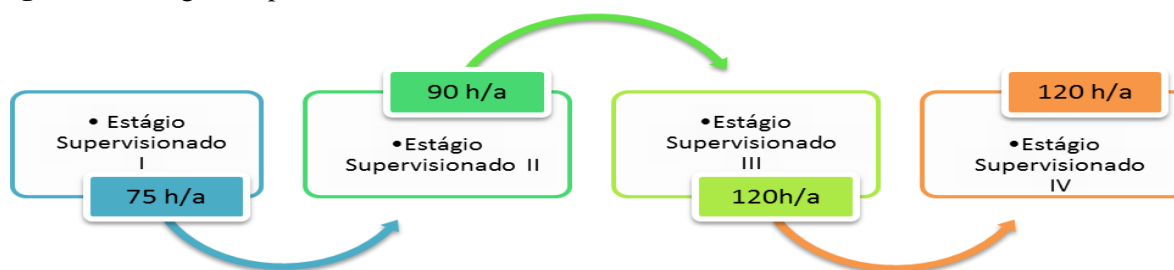 • Estágio
Supervisionado
I
75 h/a
90 h/a
•Estágio
Supervisionado II
•Estágio
Supervisionado
III
120h/a
120 h/a
•Estágio
Supervisionado
IV